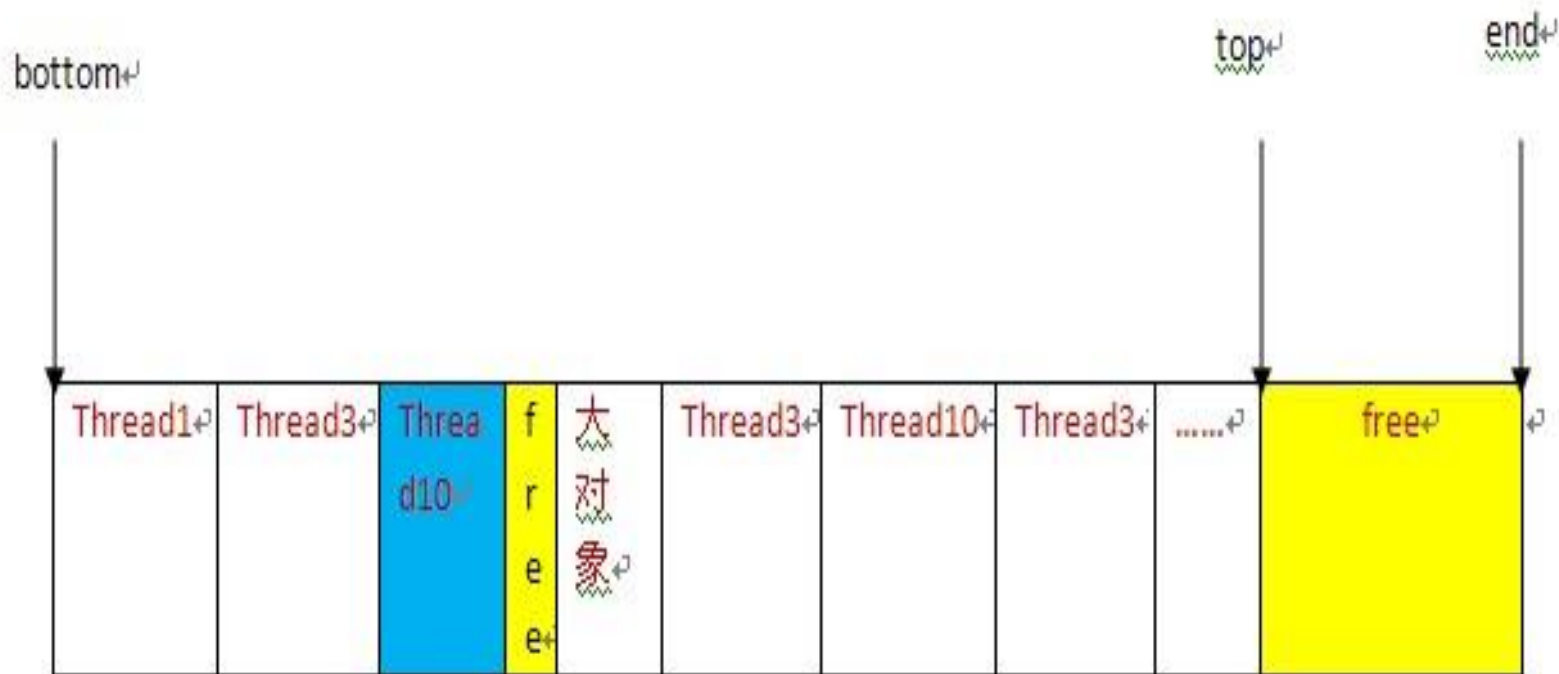 bottom
top
end
Thread1
Thread3
Threa
d10
f
r
e
e
大
对
象
Thread3
Thread10
Thread3
......
free